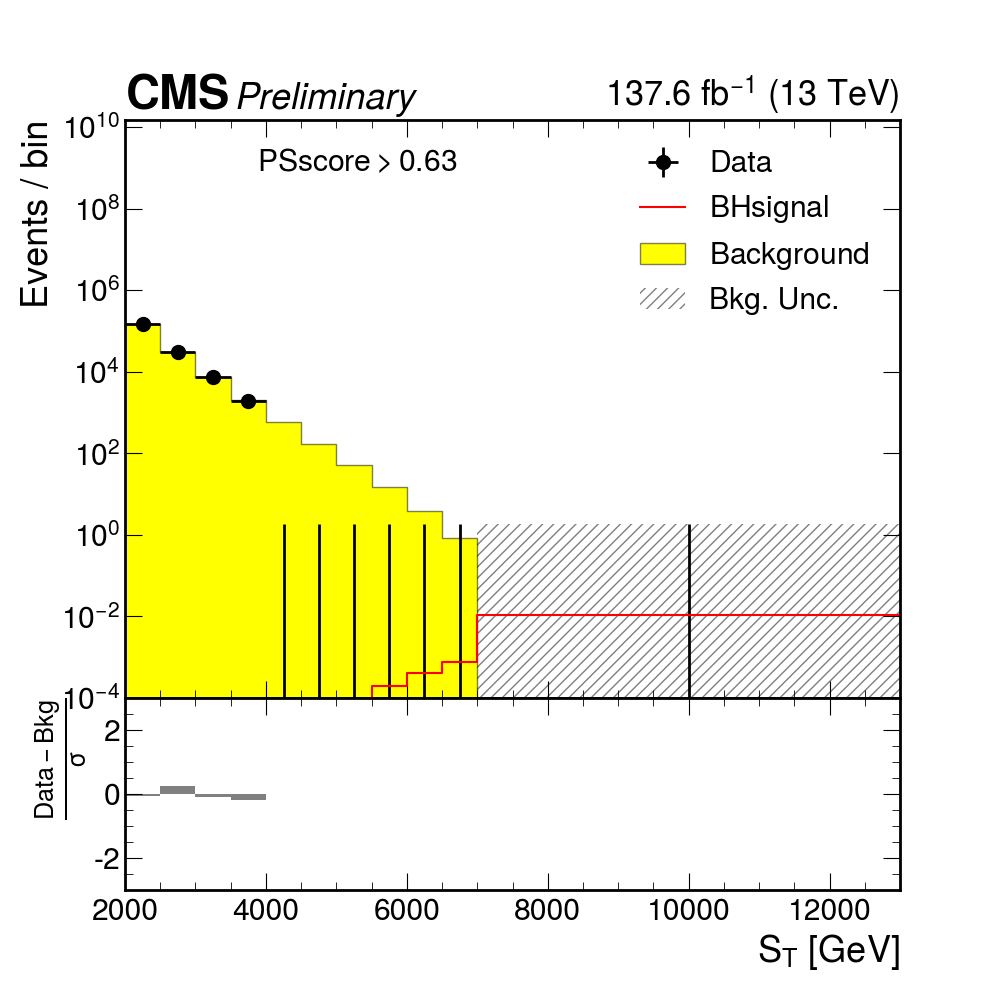 CMS Preliminary 137.6 fb⁻¹ (13 TeV)
Events / bin
10¹⁰
10⁸
10⁶
10⁴
10²
10⁰
10⁻²
10⁻⁴
PSscore > 0.63
Data
BHsignal
Background
Bkg. Unc.
Data – Bkg
σ
2
0
-2
2000 4000 6000 8000 10000 12000
S_T [GeV]